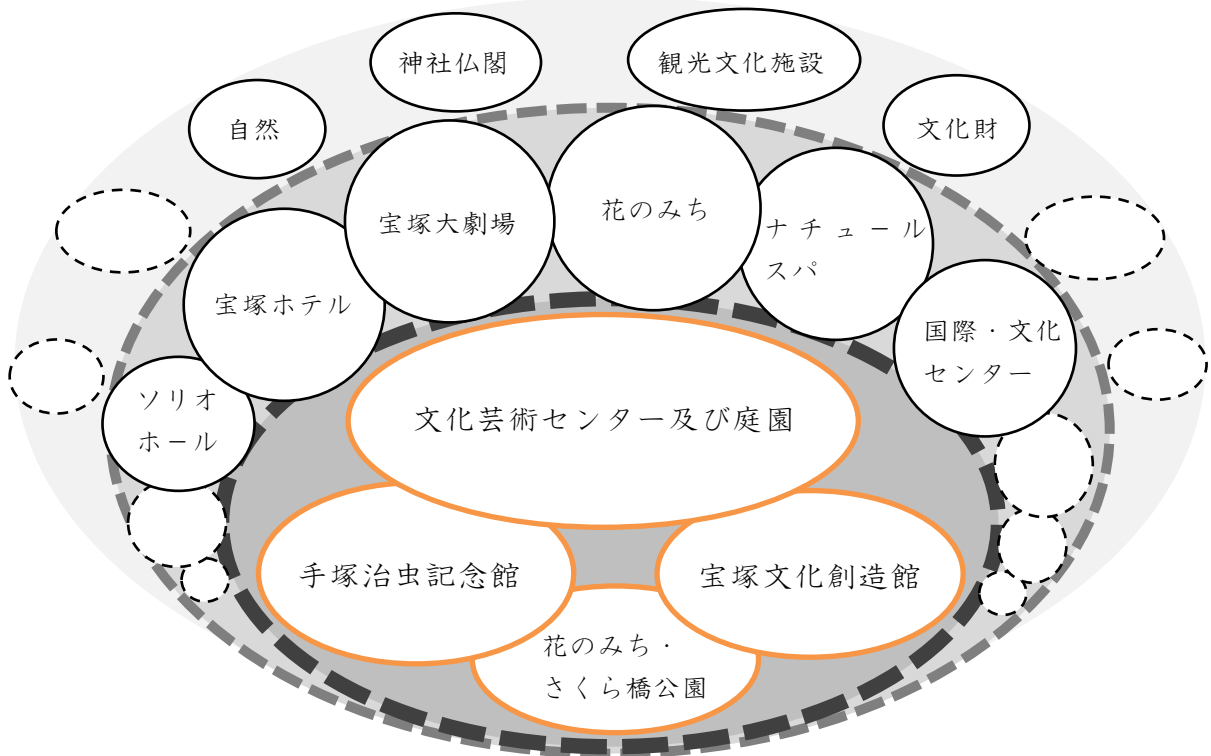 神社仏閣
観光文化施設
自然
文化財
宝塚大劇場
花のみち
ナチュール
スパ
宝塚ホテル
国際・文化
センター
ソリオ
ホール
文化芸術センター及び庭園
手塚治虫記念館
宝塚文化創造館
花のみち・
さくら橋公園